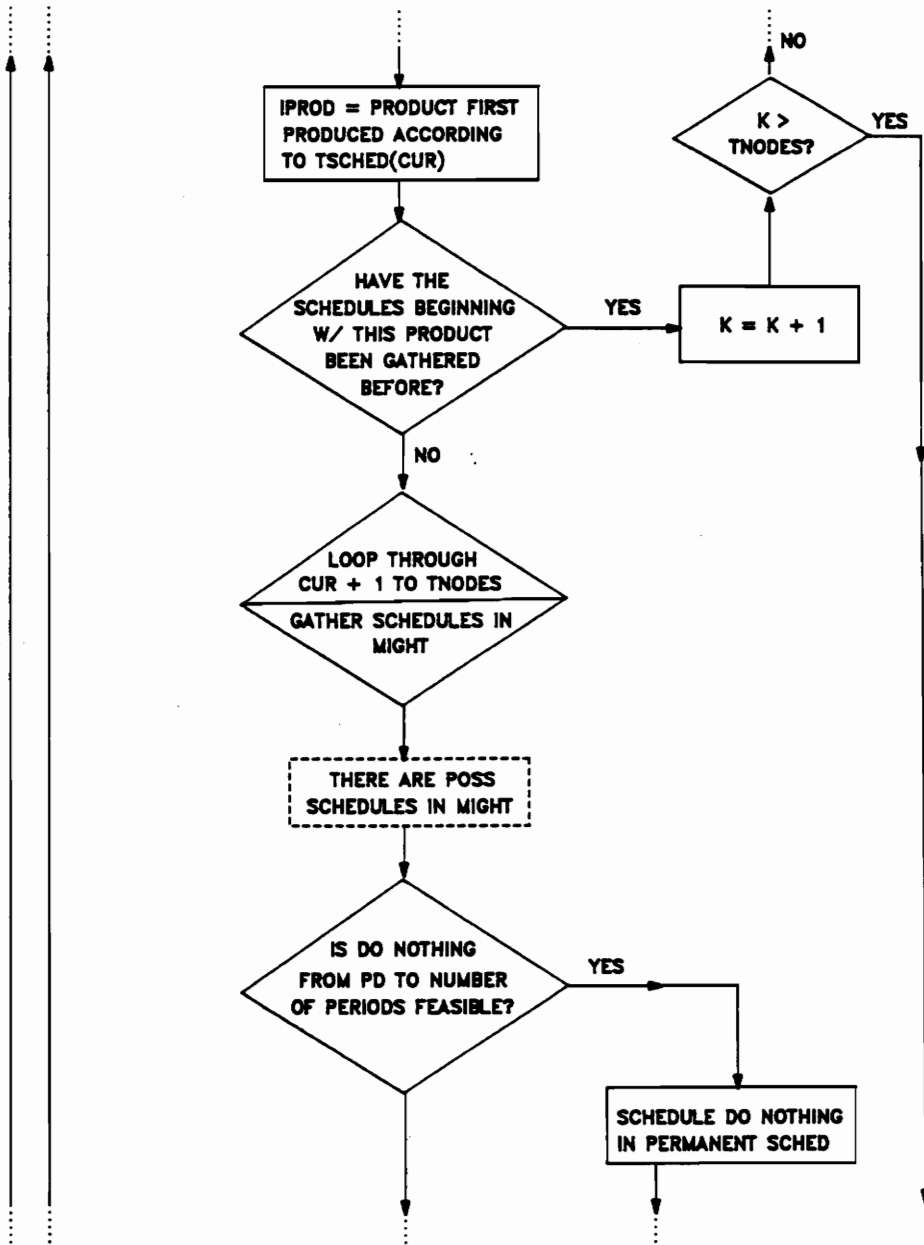 NO
IPROD = PRODUCT FIRST
PRODUCED ACCORDING
TO TSCHED(CUR)
K >
TNODES?
YES
HAVE THE
SCHEDULES BEGINNING
W/ THIS PRODUCT
BEEN GATHERED
BEFORE?
YES
K = K + 1
NO
LOOP THROUGH
CUR + 1 TO TNODES
GATHER SCHEDULES IN
MIGHT
THERE ARE POSS
SCHEDULES IN MIGHT
IS DO NOTHING
FROM PD TO NUMBER
OF PERIODS FEASIBLE?
YES
SCHEDULE DO NOTHING
IN PERMANENT SCHED